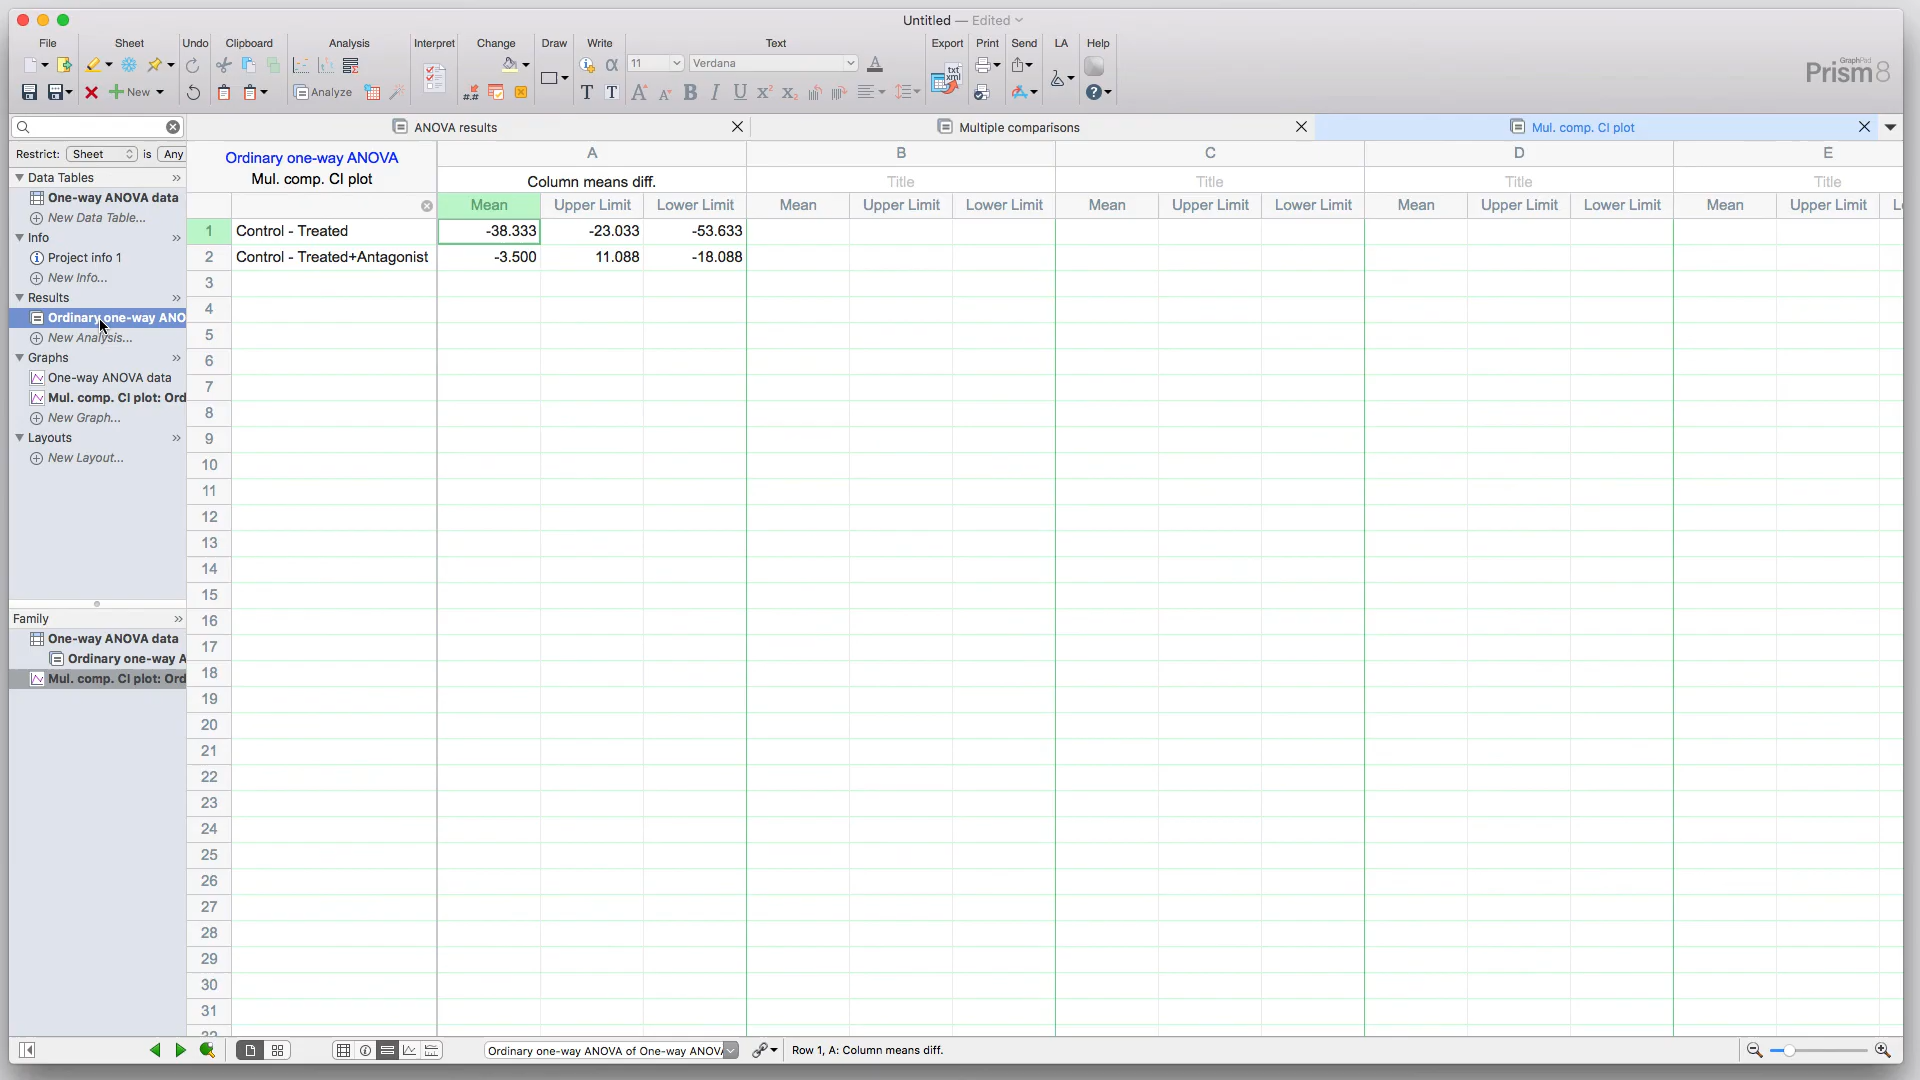 Untitled — Edited
File Sheet Undo Clipboard Analysis Interpret Change Draw Write Text Export Print Send LA Help
11 Verdana
GraphPad
Prism 8
New Analyze
ANOVA results Multiple comparisons Mul. comp. CI plot
Restrict: Sheet is Any
Data Tables
One-way ANOVA data
New Data Table...
Info
Project info 1
New Info...
Results
Ordinary one-way ANO
New Analysis...
Graphs
One-way ANOVA data
Mul. comp. CI plot: Ord
New Graph...
Layouts
New Layout...
Family
One-way ANOVA data
Ordinary one-way A
Mul. comp. CI plot: Ord
Ordinary one-way ANOVA
Mul. comp. CI plot
A B C D E
Column means diff. Title Title Title Title
Mean Upper Limit Lower Limit Mean Upper Limit Lower Limit Mean Upper Limit Lower Limit Mean Upper Limit Lower Limit Mean Upper Limit L
1 Control - Treated -38.333 -23.033 -53.633
2 Control - Treated+Antagonist -3.500 11.088 -18.088
3
4
5
6
7
8
9
10
11
12
13
14
15
16
17
18
19
20
21
22
23
24
25
26
27
28
29
30
31
32
Ordinary one-way ANOVA of One-way ANOVA Row 1, A: Column means diff.